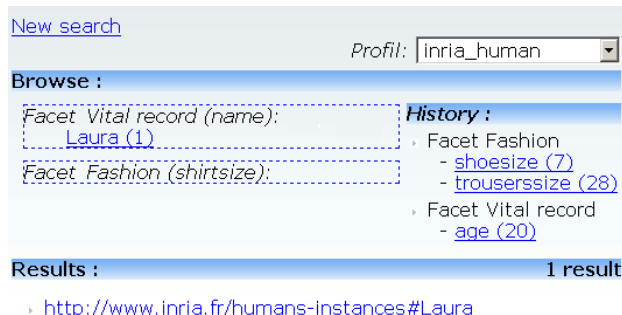 New search
Profil: inria_human
Browse :
Facet Vital record (name):
Laura (1)
Facet Fashion (shirtsize):
History :
Facet Fashion
- shoesize (7)
- trouserssize (28)
Facet Vital record
- age (20)
Results : 1 result
http://www.inria.fr/humans-instances#Laura